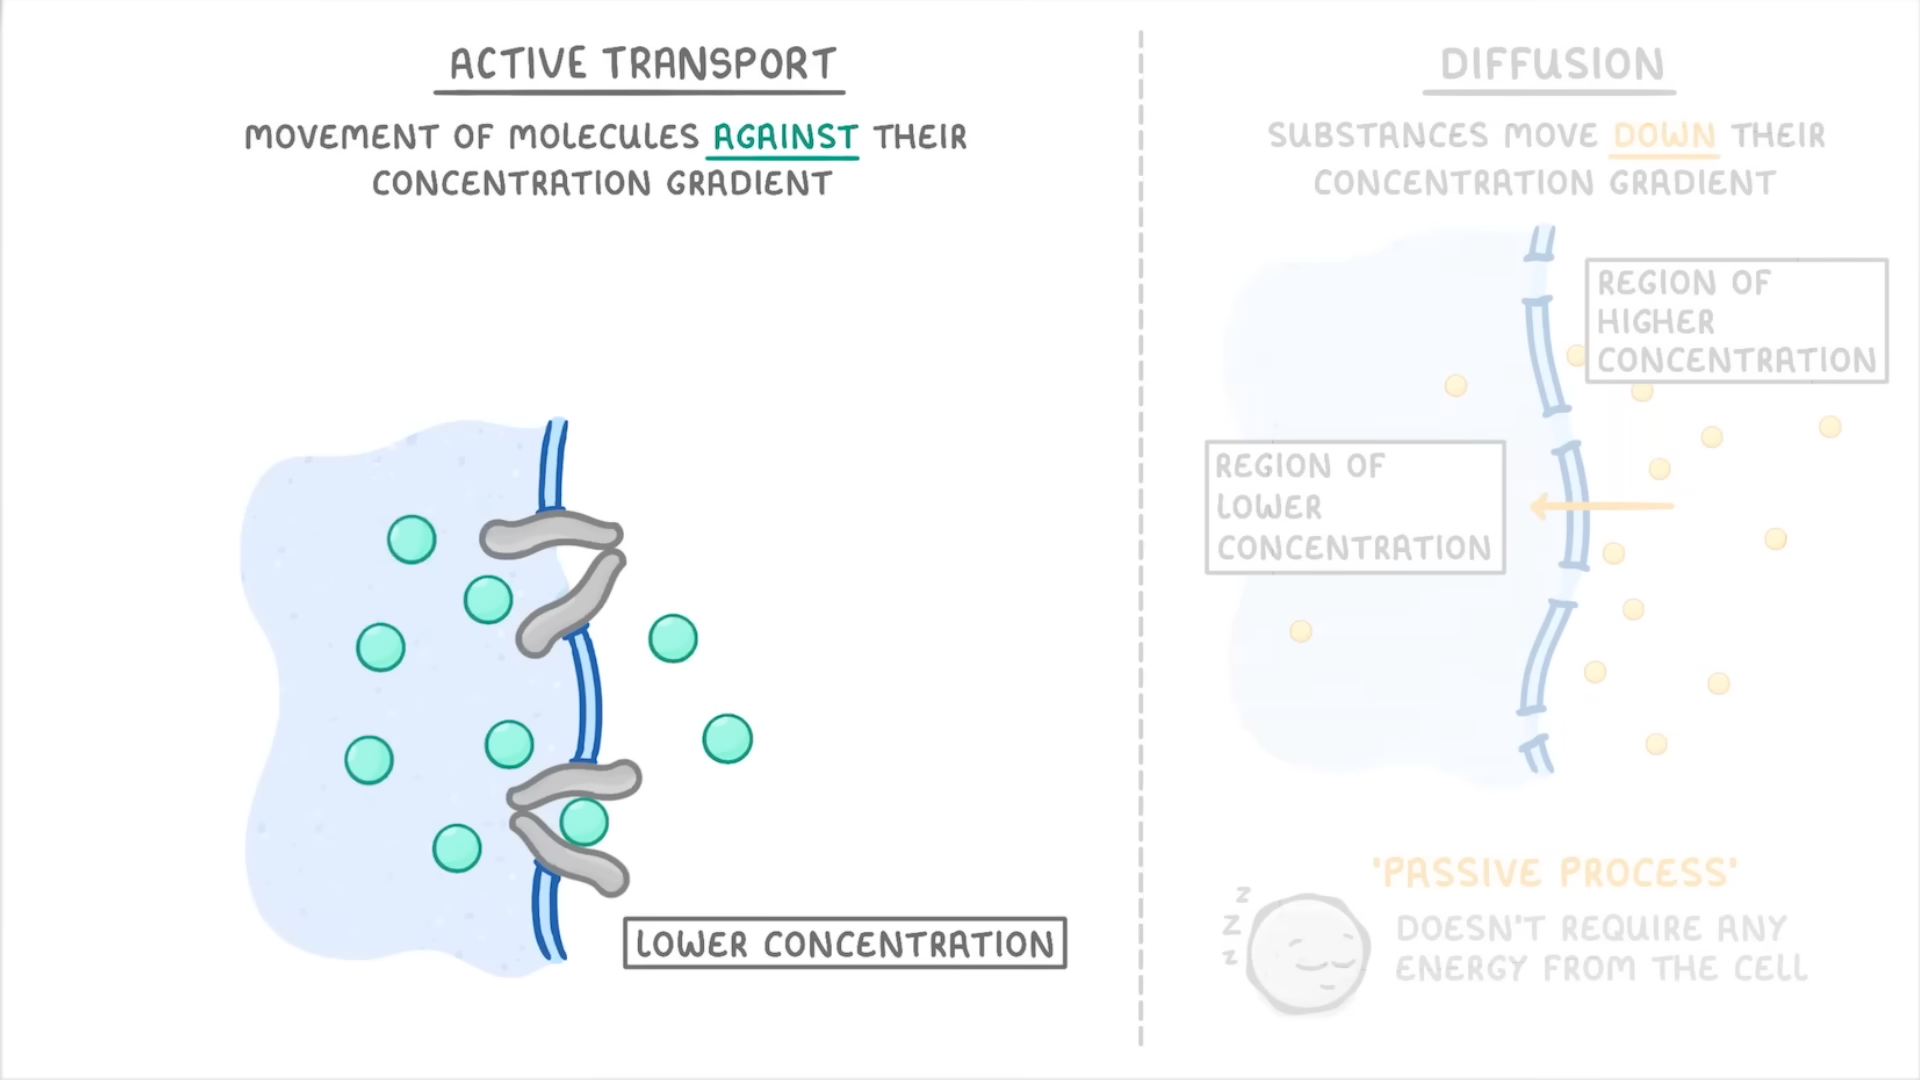 ACTIVE TRANSPORT
MOVEMENT OF MOLECULES AGAINST THEIR
CONCENTRATION GRADIENT
LOWER CONCENTRATION
DIFFUSION
SUBSTANCES MOVE DOWN THEIR
CONCENTRATION GRADIENT
REGION OF
HIGHER
CONCENTRATION
REGION OF
LOWER
CONCENTRATION
'PASSIVE PROCESS'
Z
Z
Z
DOESN'T REQUIRE ANY
ENERGY FROM THE CELL